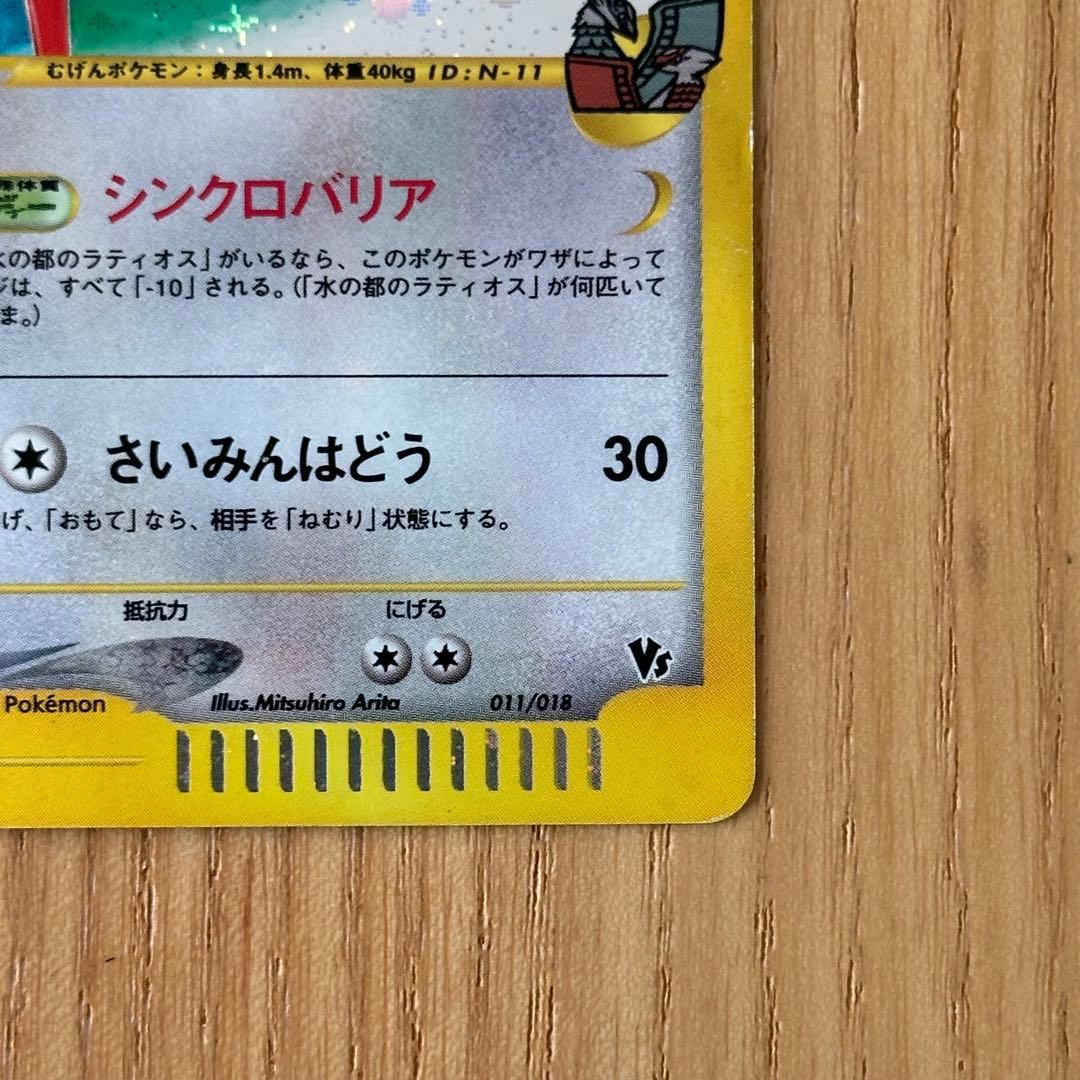 むげんポケモン：身長1.4m、体重40kg ID：N-11
シンクロバリア
水の都のラティオス」がいるなら、このポケモンがワザによって
ジは、すべて「-10」される。（「水の都のラティオス」が何匹いて
ま。）
さいみんはどう 30
げ、「おもて」なら、相手を「ねむり」状態にする。
抵抗力 にげる
Vs
Pokémon Illus.Mitsuhiro Arita 011/018